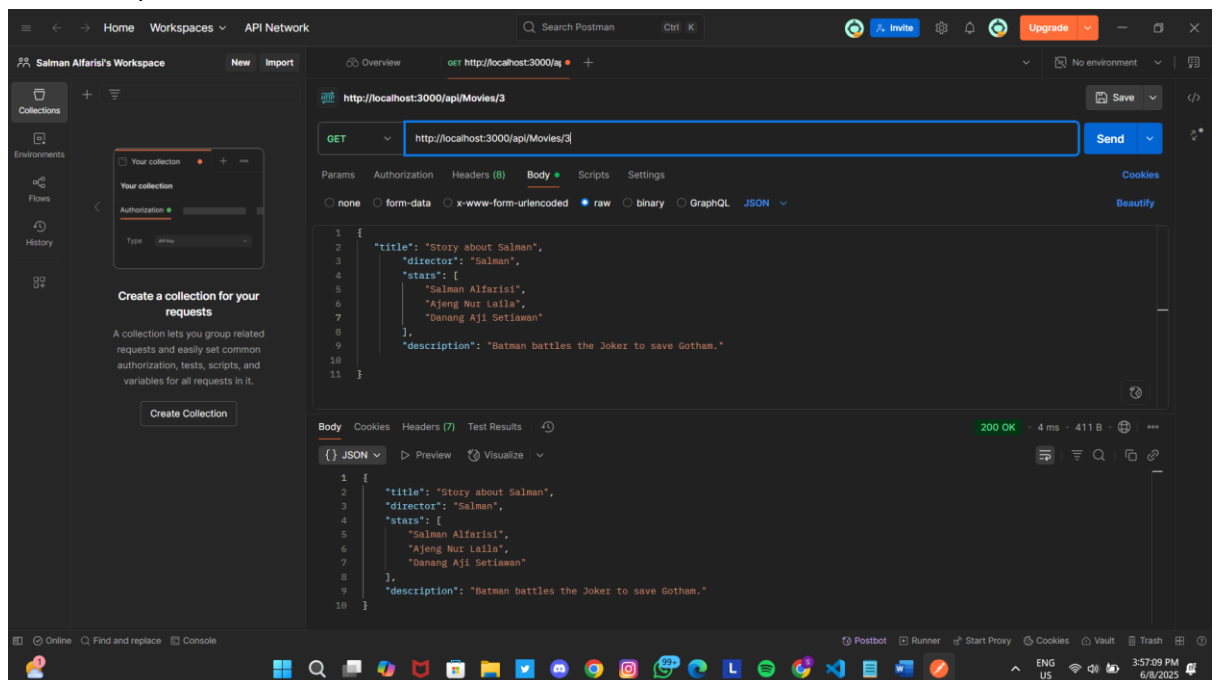 Home Workspaces API Network Search Postman Ctrl K Invite Upgrade
Salman Alfarisi's Workspace New Import Overview GET http://localhost:3000/ap No environment
Collections
Environments
Flows
History
Your collecton
Your collection
Authorization
Type API Key
Create a collection for your
requests
A collection lets you group related
requests and easily set common
authorization, tests, scripts, and
variables for all requests in it.
Create Collection
HTTP http://localhost:3000/api/Movies/3 Save
GET http://localhost:3000/api/Movies/3 Send
Params Authorization Headers (8) Body Scripts Settings Cookies
none form-data x-www-form-urlencoded raw binary GraphQL JSON Beautify
1 {
2 "title": "Story about Salman",
3 "director": "Salman",
4 "stars": [
5 "Salman Alfarisi",
6 "Ajeng Nur Laila",
7 "Danang Aji Setiawan"
8 ],
9 "description": "Batman battles the Joker to save Gotham."
10
11 }
Body Cookies Headers (7) Test Results 200 OK 4 ms 411 B
{} JSON Preview Visualize
1 {
2 "title": "Story about Salman",
3 "director": "Salman",
4 "stars": [
5 "Salman Alfarisi",
6 "Ajeng Nur Laila",
7 "Danang Aji Setiawan"
8 ],
9 "description": "Batman battles the Joker to save Gotham."
10 }
Online Find and replace Console Postbot Runner Start Proxy Cookies Vault Trash
1 99+ L ENG 3:57:09 PM
US 6/8/2025